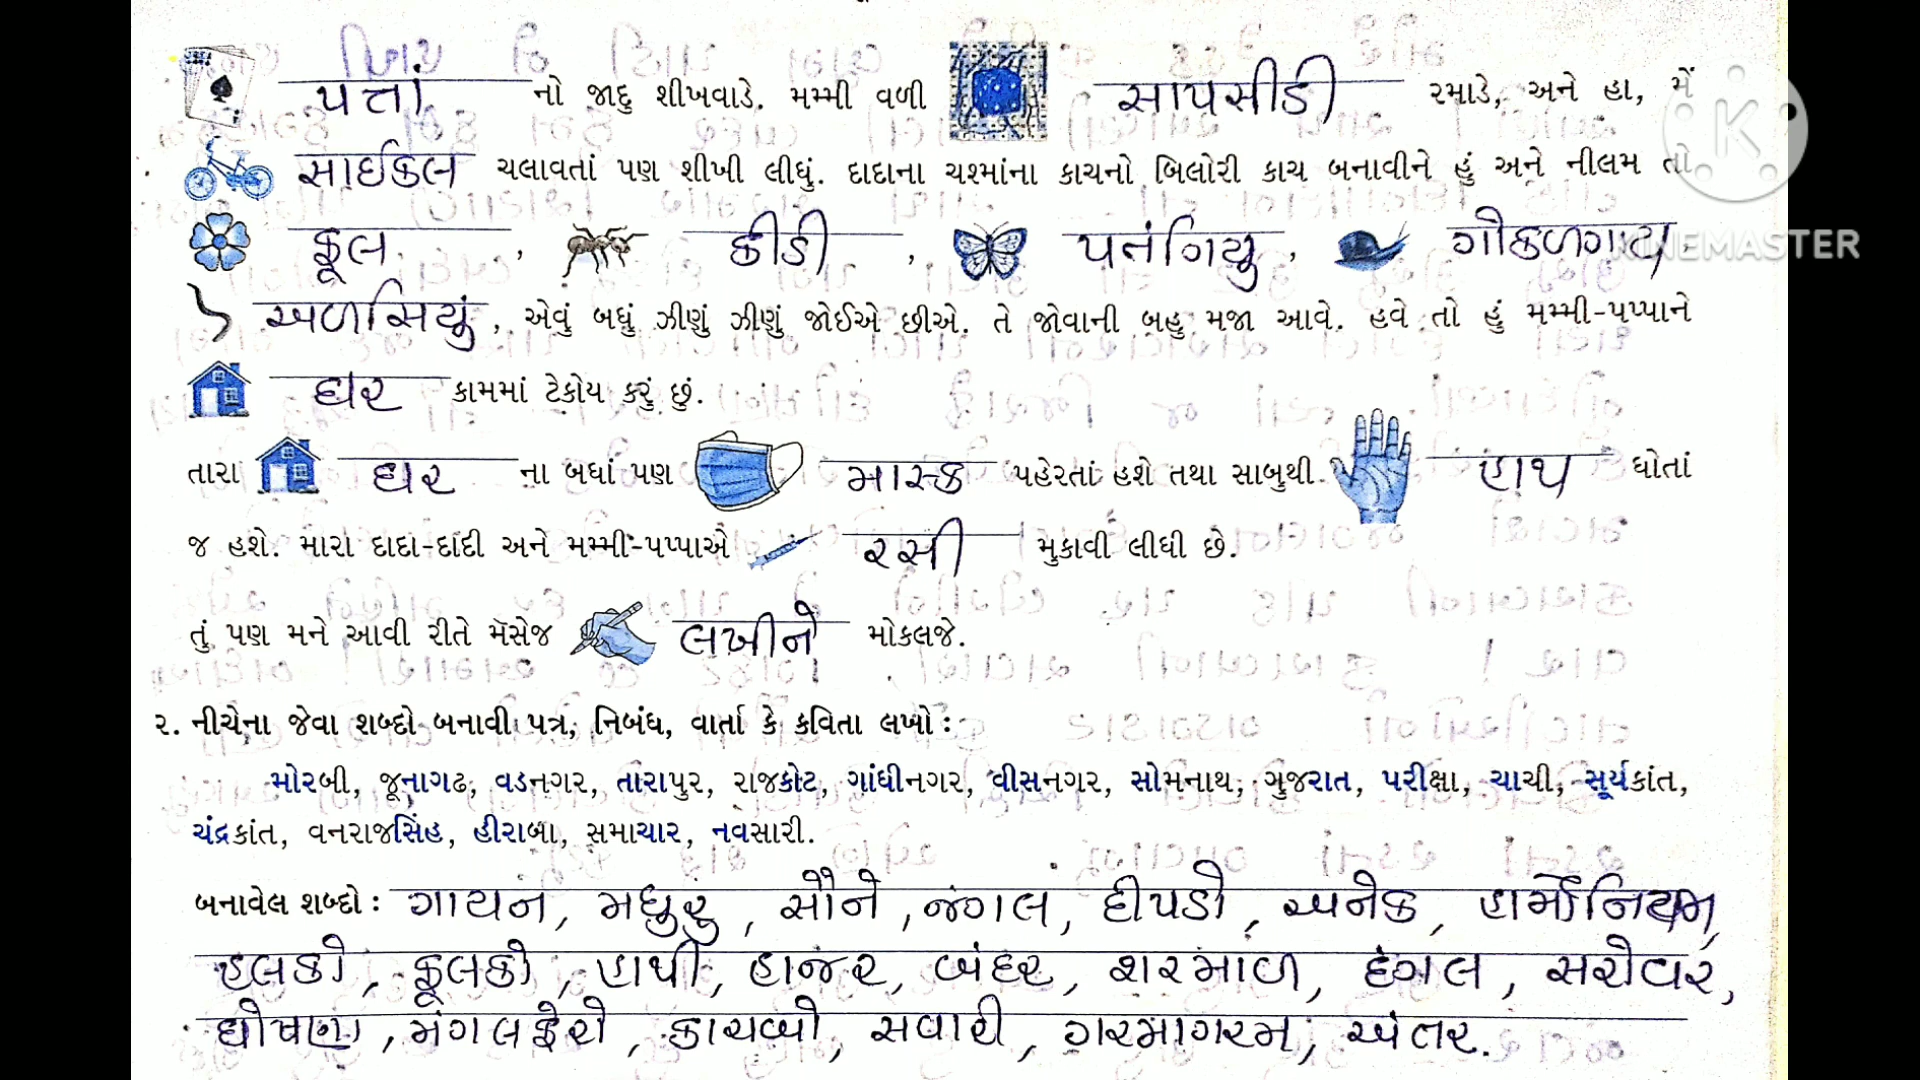 પત્તાં નો જાદુ શીખવાડે. મમ્મી વળી સાપસીડી રમાડે, અને હા, મેં
સાઈકલ ચલાવતાં પણ શીખી લીધું. દાદાના ચશ્માંના કાચનો બિલોરી કાચ બનાવીને હું અને નીલમ તો
ફૂલ, કીડી, પતંગિયુ, ગોકળગાય,
અળસિયું, એવું બધું ઝીણું ઝીણું જોઈએ છીએ. તે જોવાની બહુ મજા આવે. હવે તો હું મમ્મી-પપ્પાને
ઘર કામમાં ટેકોય કરું છું.
તારા ઘર ના બધાં પણ માસ્ક પહેરતાં હશે તથા સાબુથી હાથ ધોતાં
જ હશે. મારા દાદા-દાદી અને મમ્મી-પપ્પાએ રસી મુકાવી લીધી છે.
તું પણ મને આવી રીતે મૅસેજ લખીને મોકલજે.
૨. નીચેના જેવા શબ્દો બનાવી પત્ર, નિબંધ, વાર્તા કે કવિતા લખો :
મોરબી, જૂનાગઢ, વડનગર, તારાપુર, રાજકોટ, ગાંધીનગર, વીસનગર, સોમનાથ, ગુજરાત, પરીક્ષા, ચાચી, સૂર્યકાંત,
ચંદ્રકાંત, વનરાજસિંહ, હીરાબા, સમાચાર, નવસારી.
બનાવેલ શબ્દો : ગાયન, મધુરું, સૌને, જંગલ, દીપડો, અનેક, હાર્મોનિયમ,
હલકો, ફૂલકો, હાથી, હાજર, બંદર, શરમાળ, દંગલ, સરોવર,
ઘોષણા, મંગલફેરો, કાચબો, સવારી, ગરમાગરમ, અંતર.
KINEMASTER